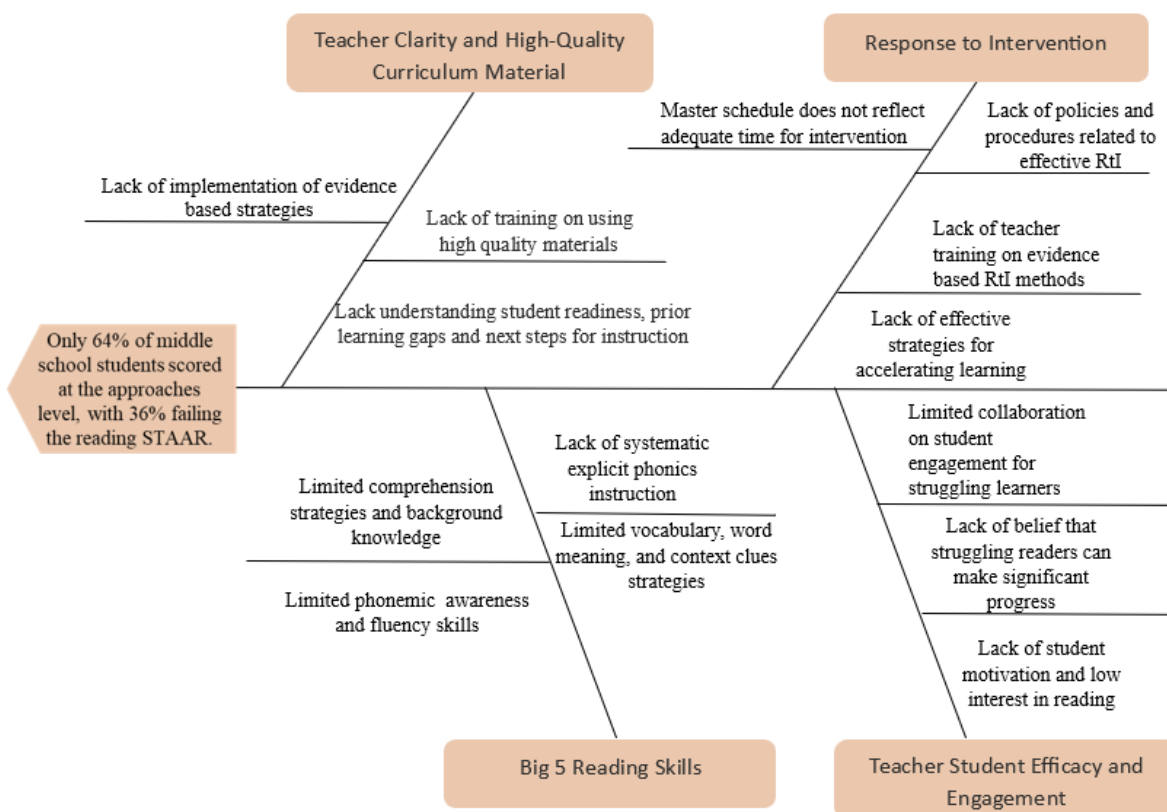 Teacher Clarity and High-Quality
Curriculum Material
Response to Intervention
Master schedule does not reflect
adequate time for intervention
Lack of policies and
procedures related to
effective RtI
Lack of implementation of evidence
based strategies
Lack of training on using
high quality materials
Lack of teacher
training on evidence
based RtI methods
Lack understanding student readiness, prior
learning gaps and next steps for instruction
Lack of effective
strategies for
accelerating learning
Only 64% of middle
school students scored
at the approaches
level, with 36% failing
the reading STAAR.
Limited comprehension
strategies and background
knowledge
Lack of systematic
explicit phonics
instruction
Limited vocabulary, word
meaning, and context clues
strategies
Limited phonemic awareness
and fluency skills
Limited collaboration
on student
engagement for
struggling learners
Lack of belief that
struggling readers can
make significant
progress
Lack of student
motivation and low
interest in reading
Big 5 Reading Skills
Teacher Student Efficacy and
Engagement